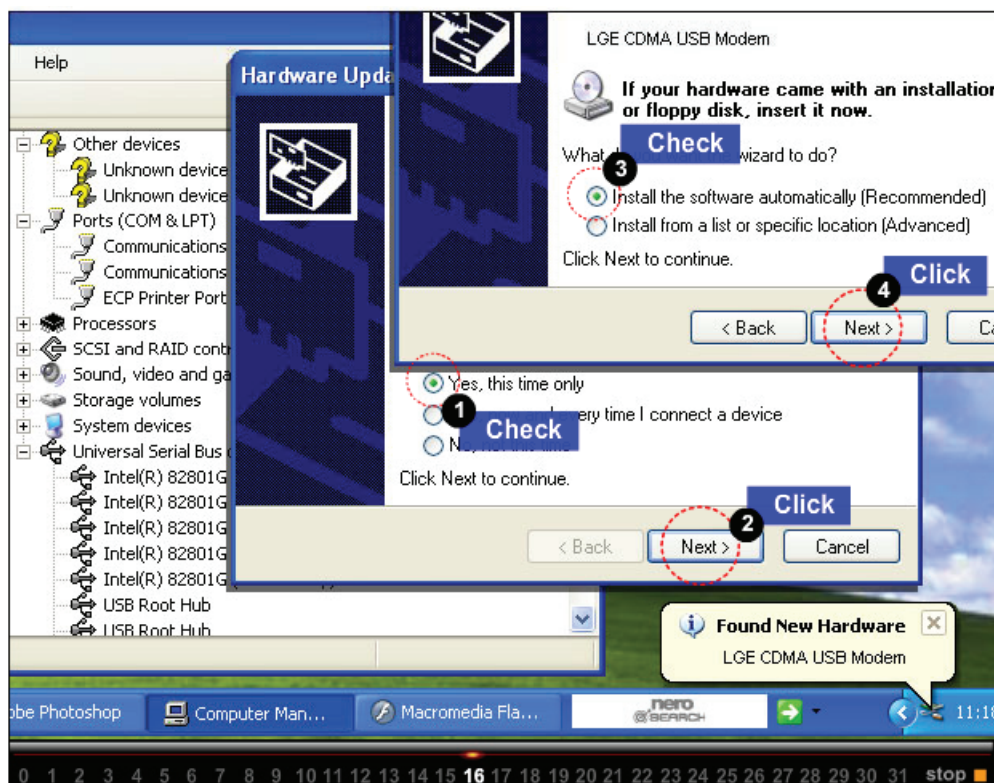 Help
Other devices
Unknown device
Unknown device
Ports (COM & LPT)
Communications
Communications
ECP Printer Port
Processors
SCSI and RAID contr
Sound, video and ga
Storage volumes
System devices
Universal Serial Bus
Intel(R) 82801G
Intel(R) 82801G
Intel(R) 82801G
Intel(R) 82801G
Intel(R) 82801G
USB Root Hub
USB Root Hub
Hardware Upda
LGE CDMA USB Modem
If your hardware came with an installation
or floppy disk, insert it now.
Check
What wizard to do?
3
Install the software automatically (Recommended)
Install from a list or specific location (Advanced)
Click Next to continue.
Click
4
< Back
Next >
Ca
Yes, this time only
1
every time I connect a device
Check
Click Next to continue.
Click
2
< Back
Next >
Cancel
Found New Hardware
LGE CDMA USB Modem
obe Photoshop
Computer Man...
Macromedia Fla...
nero
@SEARCH
11:18
0 1 2 3 4 5 6 7 8 9 10 11 12 13 14 15 16 17 18 19 20 21 22 23 24 25 26 27 28 29 30 31 stop